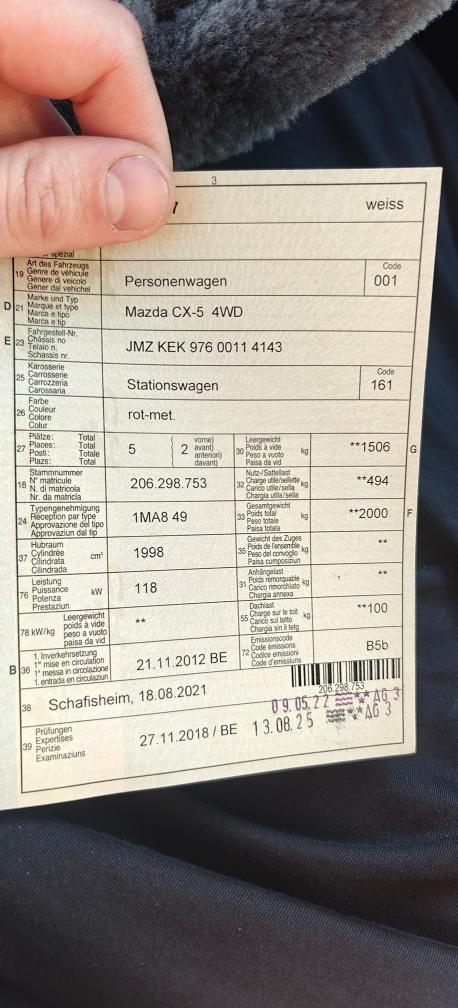 3
weiss
spezial
19 Art des Fahrzeugs
Genre de véhicule
Genere di veicolo
Gener dal vehichel
Personenwagen
Code
001
D 21 Marke und Typ
Marque et type
Marca e tipo
Marca e tip
Mazda CX-5 4WD
E 23 Fahrgestell-Nr.
Châssis no
Telaio n.
Schassis nr.
JMZ KEK 976 0011 4143
25 Karosserie
Carrosserie
Carrozzeria
Carossaria
Stationswagen
Code
161
26 Farbe
Couleur
Colore
Colur
rot-met.
27 Plätze: Total
Places: Total
Posti: Totale
Plazs: Total
5
2
vorne)
avant)
anteriori)
davant)
30 Leergewicht
Poids à vide
Peso a vuoto
Paisa da vid
kg
**1506
G
18 Stammnummer
N° matricule
N. di matricola
Nr. da matricla
206.298.753
32 Nutz-/Sattellast
Charge utile/sellette
Carico utile/sella
Chargia utila/sella
kg
**494
24 Typengenehmigung
Réception par type
Approvazione del tipo
Approvaziun dal tip
1MA8 49
33 Gesamtgewicht
Poids total
Peso totale
Paisa totala
kg
**2000
F
37 Hubraum
Cylindrée
Cilindrata
Cilindrada
cm³
1998
35 Gewicht des Zuges
Poids de l'ensemble
Peso del convoglio
Paisa cumposiziun
kg
**
76 Leistung
Puissance
Potenza
Prestaziun
kW
118
31 Anhängelast
Poids remorquable
Carico rimorchiato
Chargia annexa
kg
**
78 kW/kg
Leergewicht
poids à vide
peso a vuoto
paisa da vid
**
55 Dachlast
Charge sur le toit
Carico sul tetto
Chargia sin il tetg
kg
**100
B 36 1. Inverkehrsetzung
1re mise en circulation
1a messa in circolazione
1. entrada en circulaziun
21.11.2012 BE
72 Emissionscode
Code émissions
Codice emissioni
Code d'emissiuns
B5b
38
Schafisheim, 18.08.2021
206.298.753
09.05.22 AG 3
39 Prüfungen
Expertises
Perizie
Examinaziuns
27.11.2018 / BE
13.08.25 AG 3